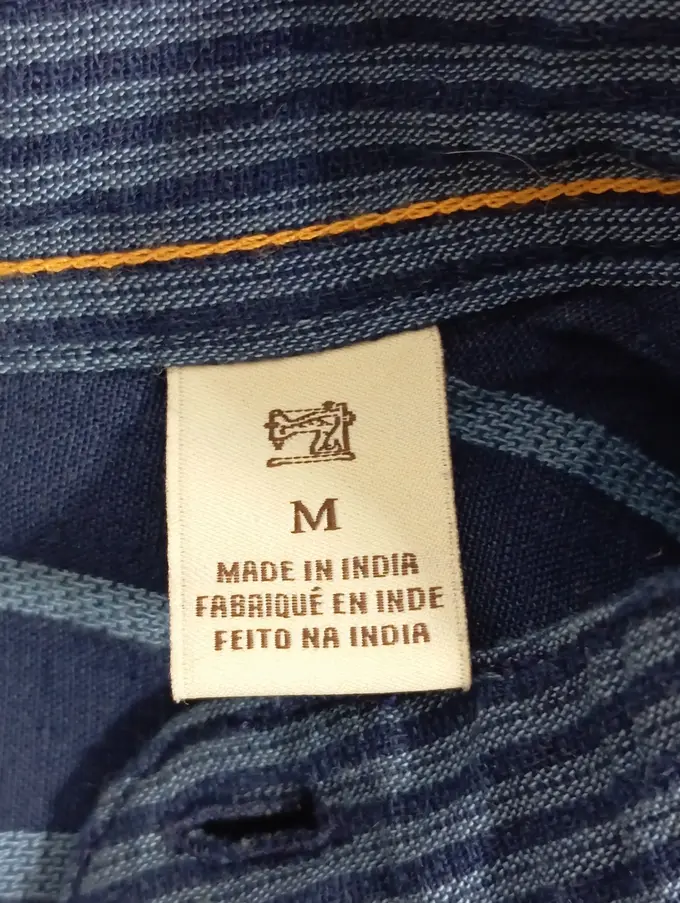 M
MADE IN INDIA
FABRIQUÉ EN INDE
FEITO NA INDIA